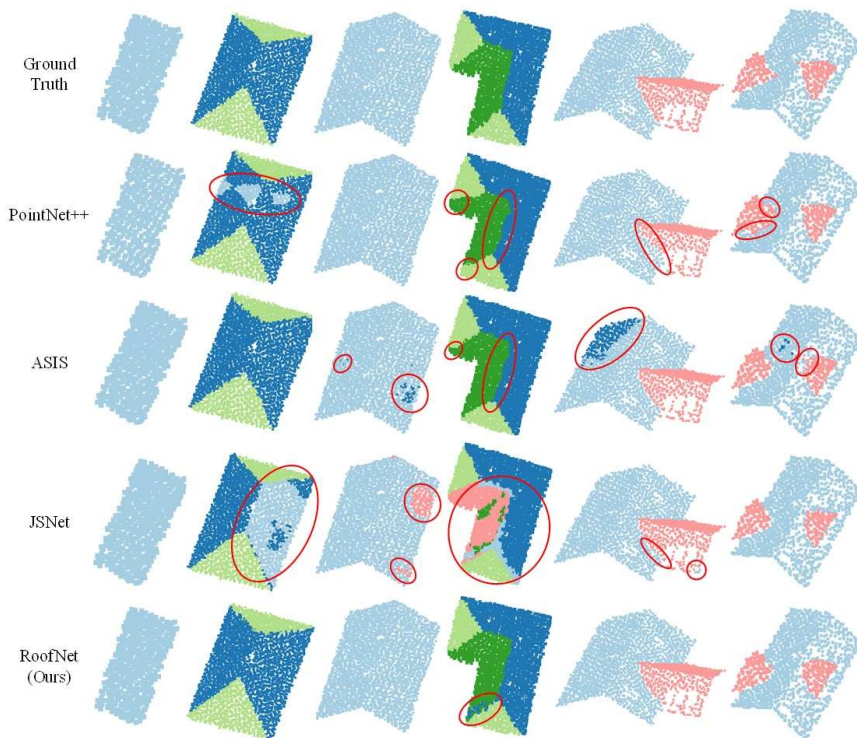 Ground
Truth
PointNet++
ASIS
JSNet
RoofNet
(Ours)